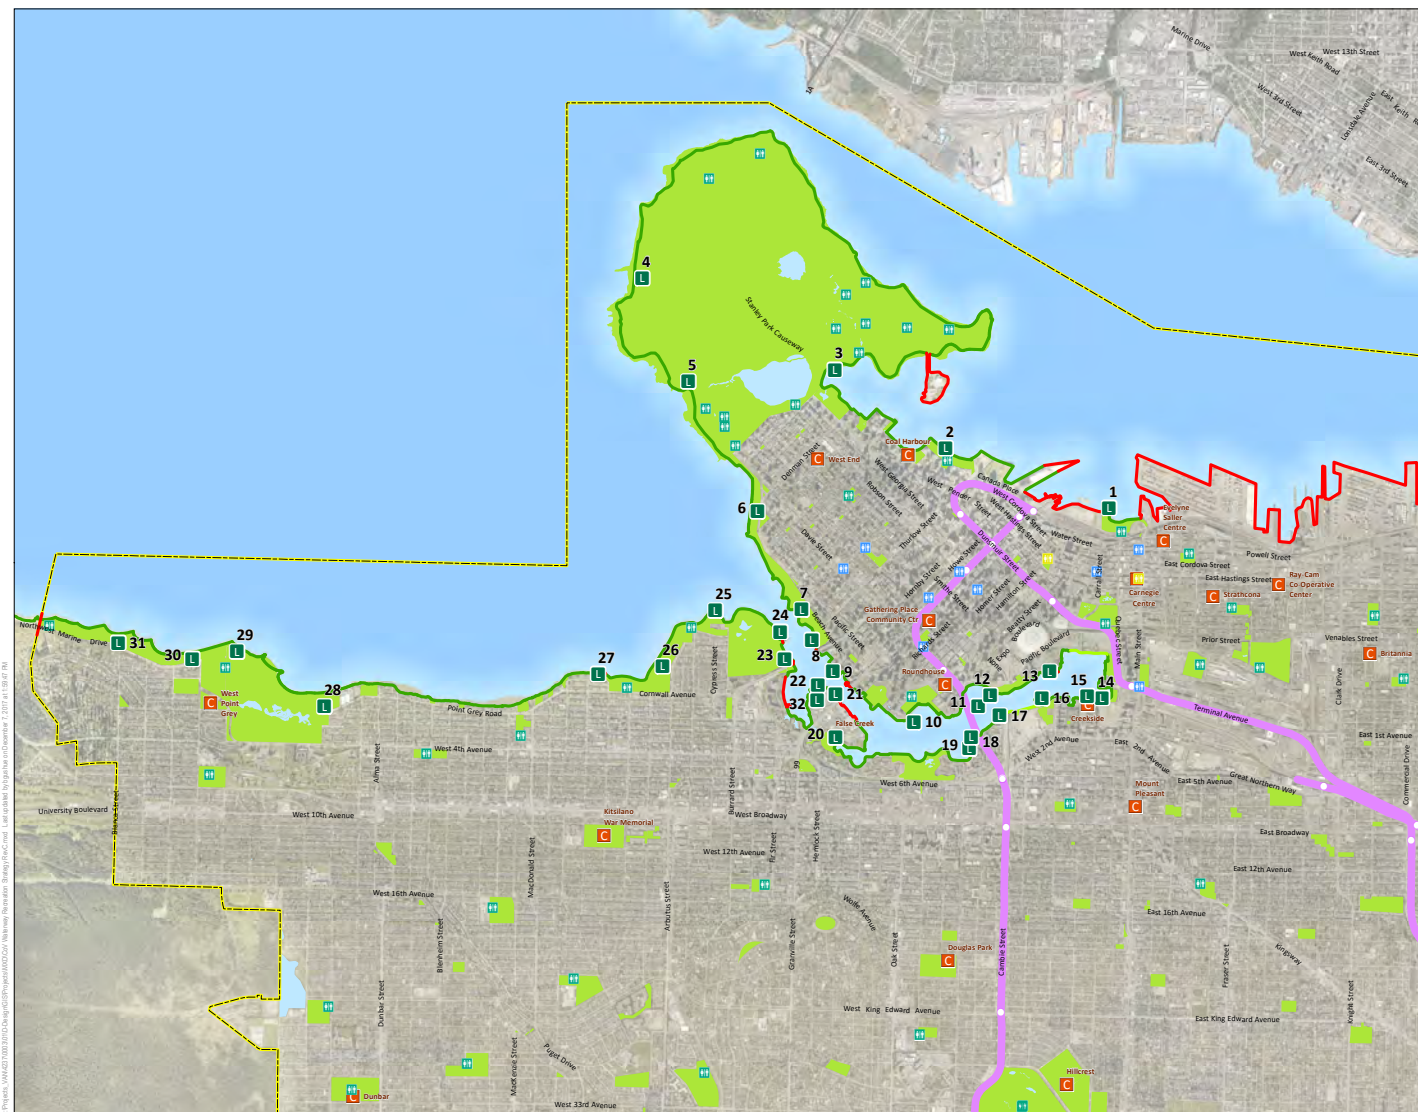 Marine Drive
West 13th Street
West Keith Road
West 3rd Street
Lonsdale Avenue
East Keith
East 3rd Street
1A
4
Stanley Park Causeway
5
3
2
Coal Harbour
C
West End
C
Denman Street
West Georgia Street
Robson Street
West Pender Street
Canada Place
West Cordova Street
West Hastings Street
Water Street
Thurlow Street
Dunsmuir Street
Davie Street
Howe Street
Hornby Street
Smithe Street
Homer Street
Hamilton Street
Beatty Street
Expo Boulevard
None
Pacific Boulevard
Richards Street
Gathering Place
Community Ctr
C
6
1
Evelyne
Saller
Centre
C
Powell Street
East Cordova Street
East Hastings Street
Carrall Street
Carnegie
Centre
C
Strathcona
C
Ray-Cam
Co-Operative
Center
C
Prior Street
Venables Street
Britannia
C
Quebec Street
Main Street
Clark Drive
Commercial Drive
Terminal Avenue
East 1st Avenue
7
Beach Avenue
Pacific Street
8
9
24
23
25
22
32
21
20
False Creek
10
Roundhouse
C
11
12
13
14
15
16
17
18
19
Creekside
C
Northwest Marine Drive
31
30
29
28
27
26
West
Point
Grey
C
Cornwall Avenue
Cypress Street
Point Grey Road
West 4th Avenue
Alma Street
University Boulevard
Blanca Street
West 10th Avenue
Kitsilano
War Memorial
C
MacDonald Street
West 12th Avenue
West Broadway
Burrard Street
Fir Street
Hemlock Street
99
West 6th Avenue
West 2nd Avenue
East 2nd Avenue
East 5th Avenue
Great Northern Way
Mount
Pleasant
C
East Broadway
East 12th Avenue
East 16th Avenue
West 16th Avenue
Blenheim Street
Arbutus Street
Granville Street
Wolfe Avenue
Oak Street
Douglas Park
C
Cambie Street
Fraser Street
Kingsway
Knight Street
Dunbar Street
MacKenzie Street
Puget Drive
West King Edward Avenue
East King Edward Avenue
Hillcrest
C
Dunbar
C
West 33rd Avenue